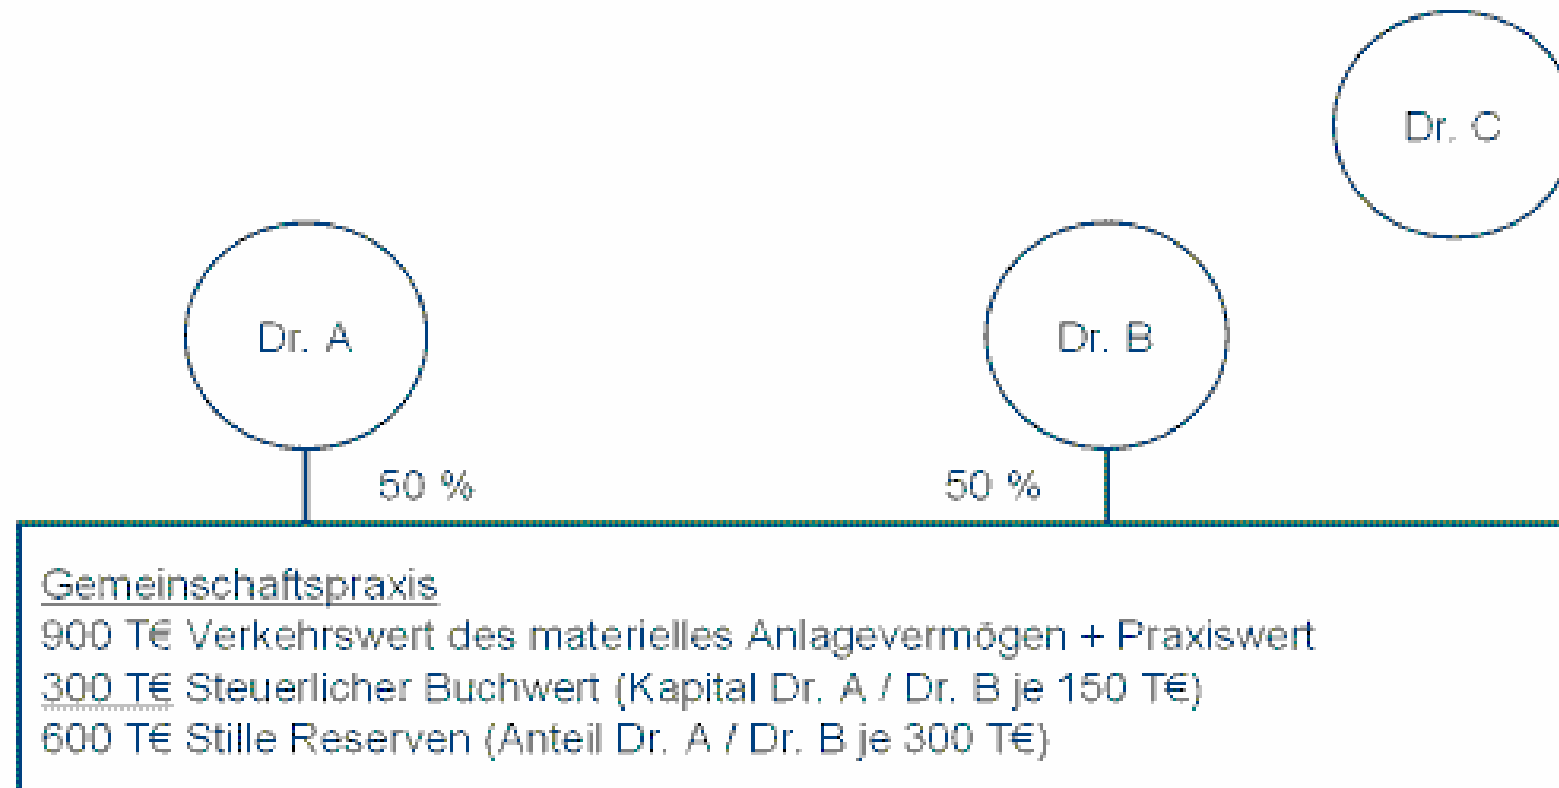 Dr. C
Dr. A
Dr. B
50 %
50 %
Gemeinschaftspraxis
900 T€ Verkehrswert des materielles Anlagevermögen + Praxiswert
300 T€ Steuerlicher Buchwert (Kapital Dr. A / Dr. B je 150 T€)
600 T€ Stille Reserven (Anteil Dr. A / Dr. B je 300 T€)